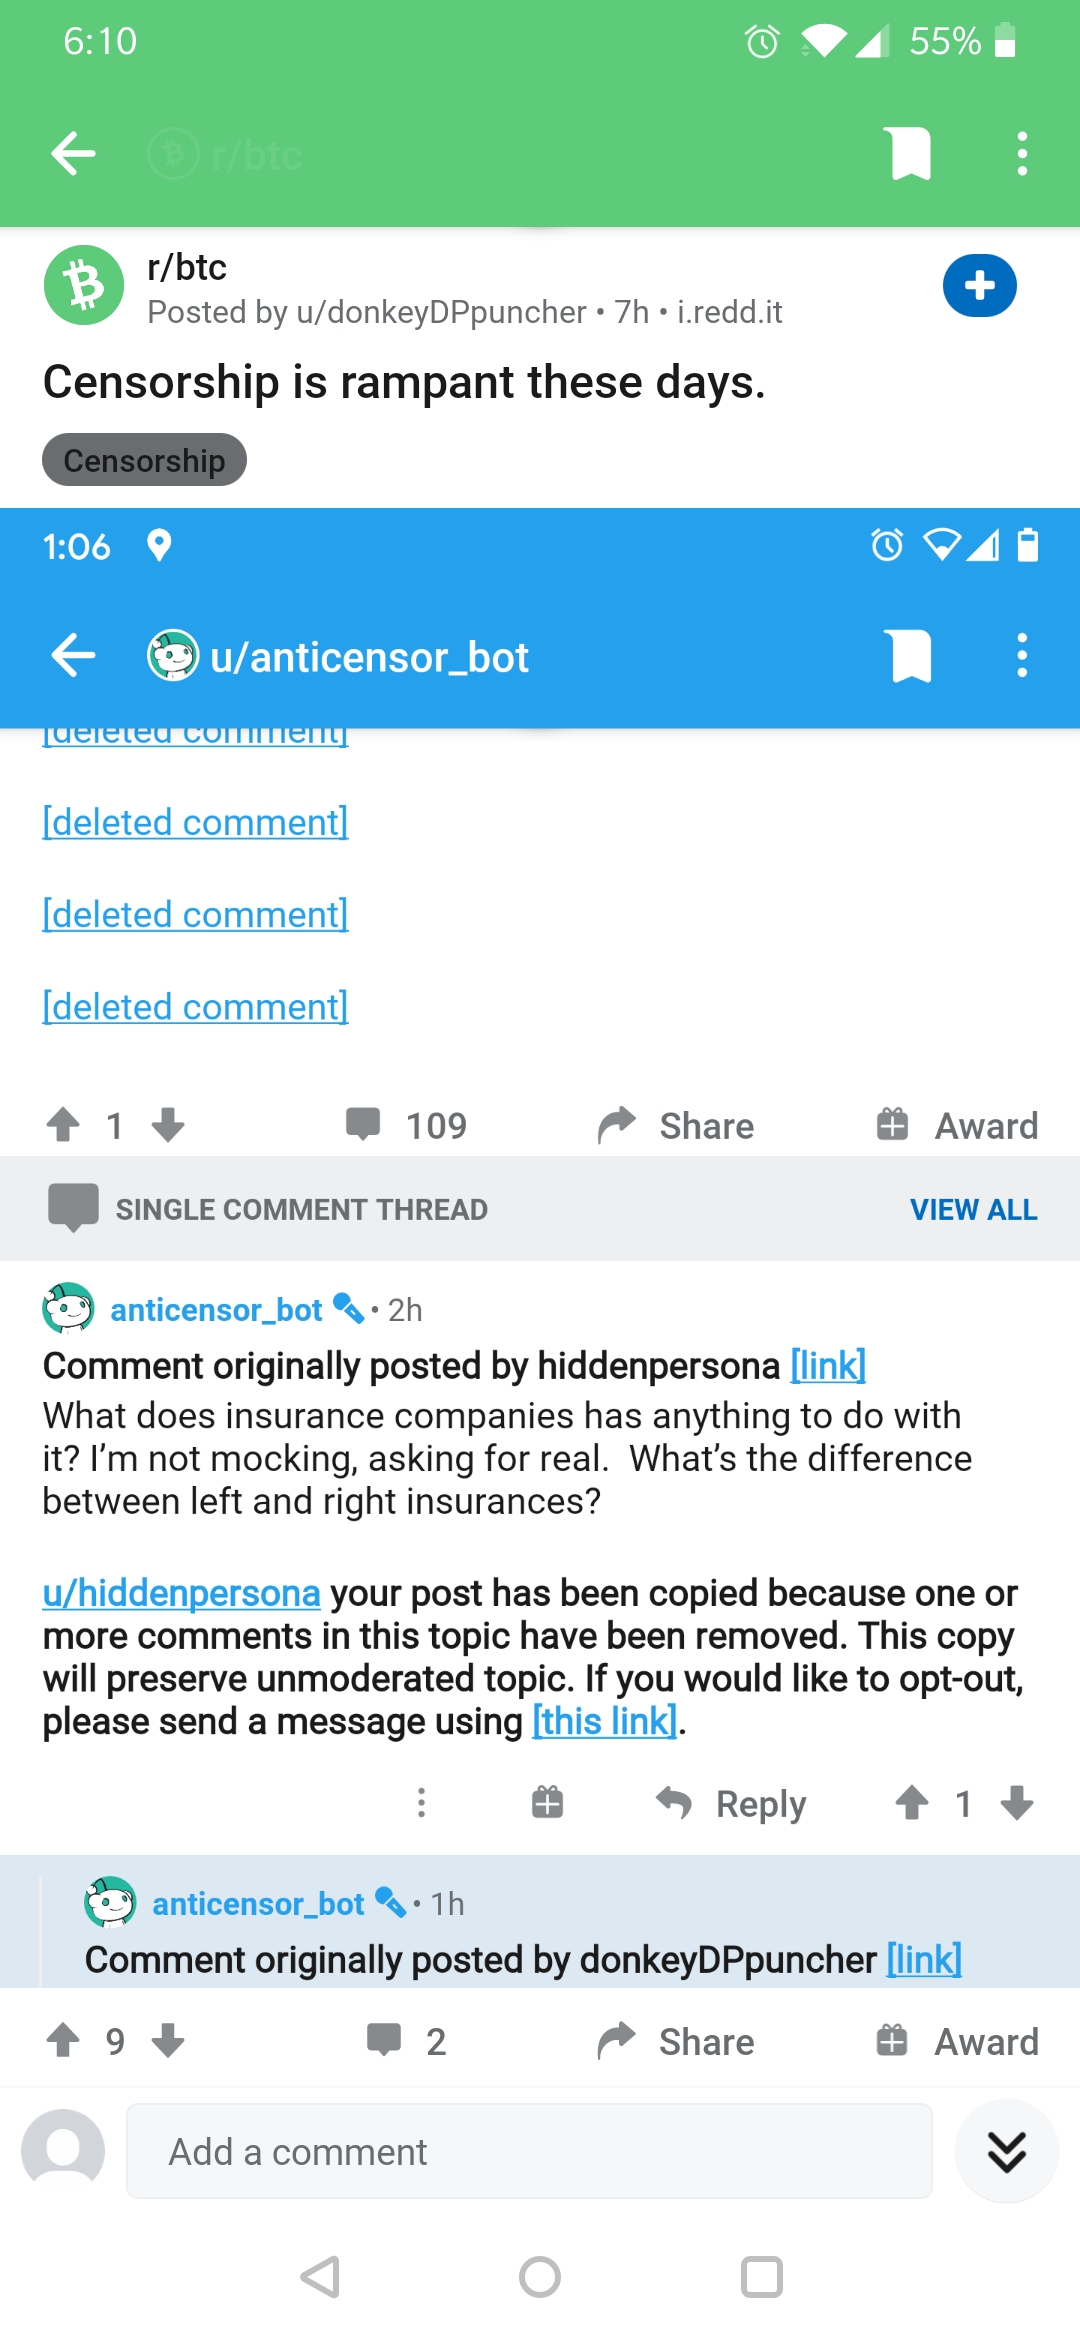 6:10
55%
r/btc
r/btc
Posted by u/donkeyDPpuncher • 7h • i.redd.it
Censorship is rampant these days.
Censorship
1:06
u/anticensor_bot
[deleted comment]
[deleted comment]
[deleted comment]
[deleted comment]
1 109 Share Award
SINGLE COMMENT THREAD VIEW ALL
anticensor_bot • 2h
Comment originally posted by hiddenpersona [link]
What does insurance companies has anything to do with
it? I’m not mocking, asking for real.  What’s the difference
between left and right insurances?
u/hiddenpersona your post has been copied because one or
more comments in this topic have been removed. This copy
will preserve unmoderated topic. If you would like to opt-out,
please send a message using [this link].
Reply 1
anticensor_bot • 1h
Comment originally posted by donkeyDPpuncher [link]
9 2 Share Award
Add a comment